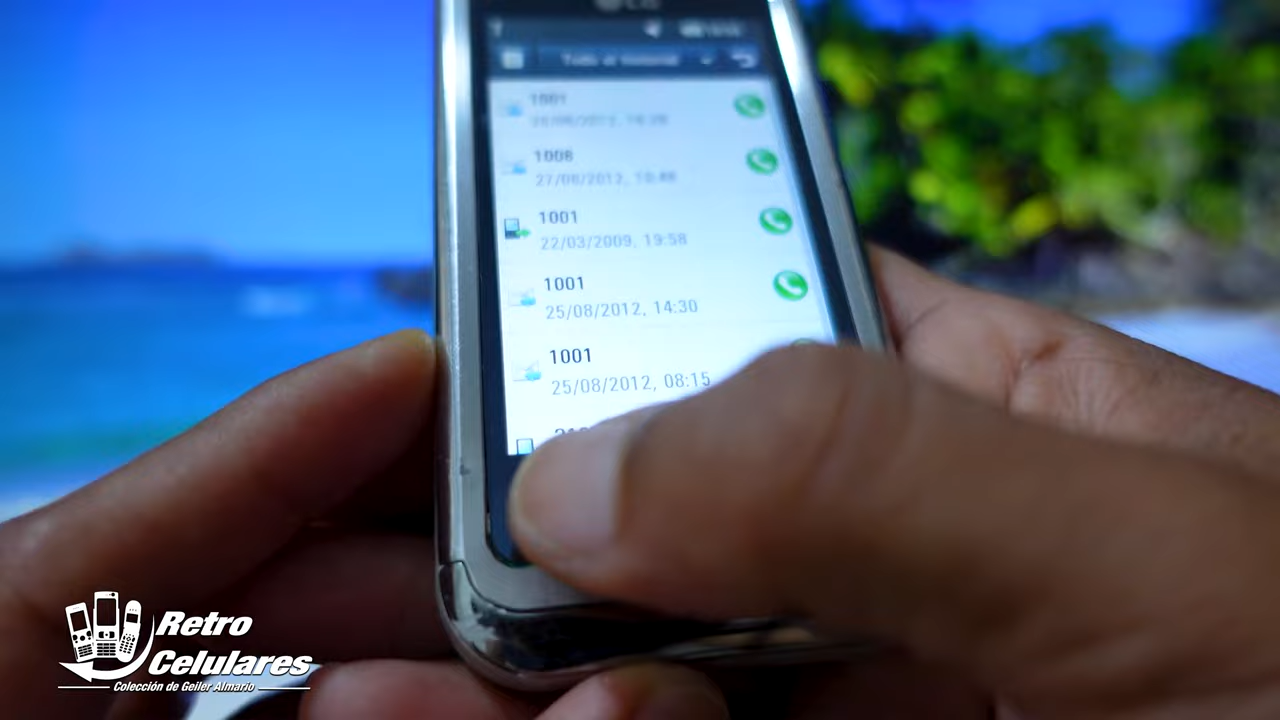 LG
1001
1008
27/08/2012, 10:48
1001
22/03/2009, 19:58
1001
25/08/2012, 14:30
1001
25/08/2012, 08:15
Retro
Celulares
Colección de Geiler Almario